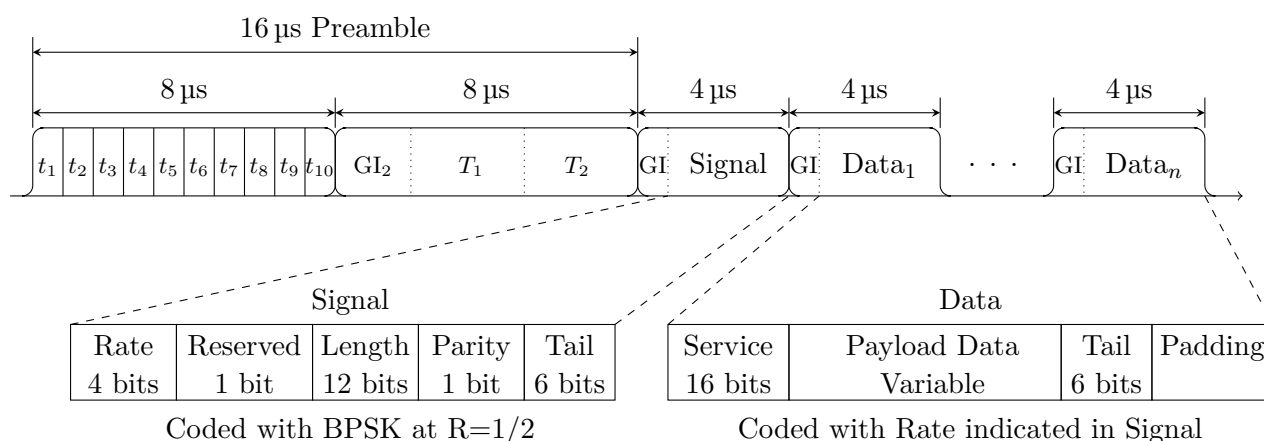 16 µs Preamble
8 µs 8 µs 4 µs 4 µs 4 µs
t₁ t₂ t₃ t₄ t₅ t₆ t₇ t₈ t₉ t₁₀ GI₂ T₁ T₂ GI Signal GI Data₁ · · · GI Dataₙ
Signal Data
Rate Reserved Length Parity Tail Service Payload Data Tail Padding
4 bits 1 bit 12 bits 1 bit 6 bits 16 bits Variable 6 bits
Coded with BPSK at R=1/2 Coded with Rate indicated in Signal